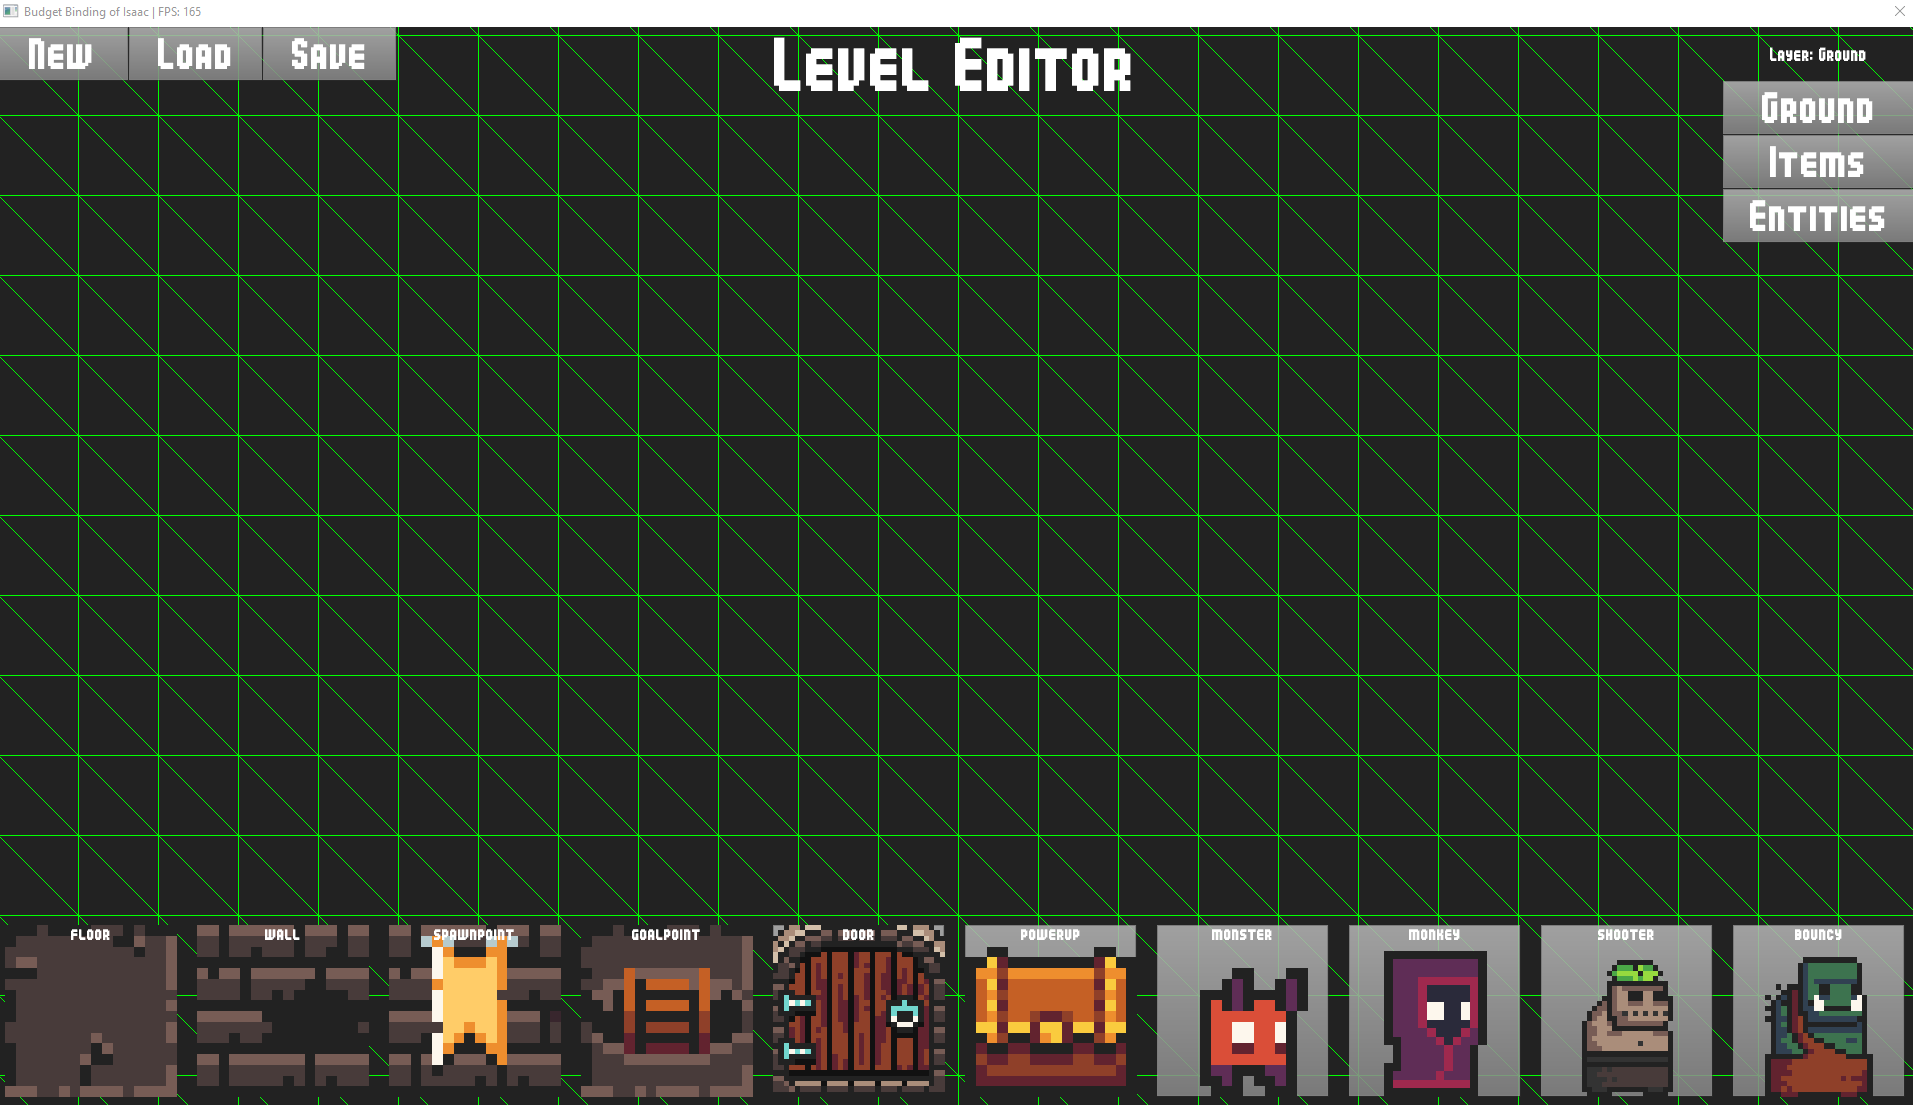 Budget Binding of Isaac | FPS: 165
New Load Save
Level Editor
Layer: Ground
Ground
Items
Entities
FLOOR WALL SPAWNPOINT GOALPOINT DOOR POWERUP MONSTER MONKEY SHOOTER BOUNCY